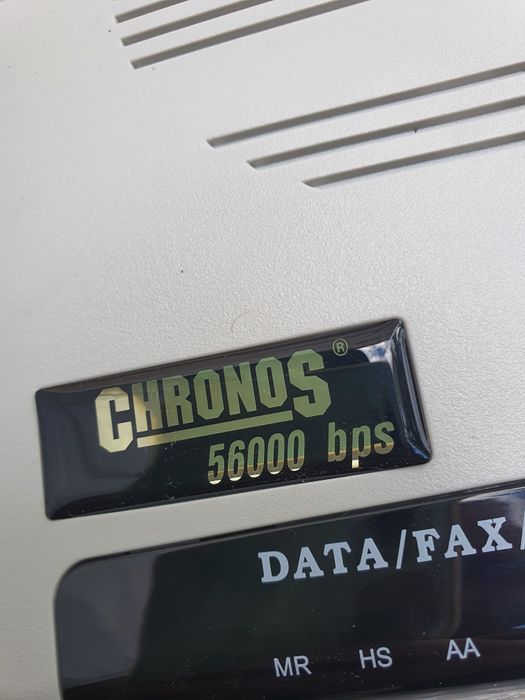 CHRONOS®
56000 bps
DATA/FAX/
MR HS AA